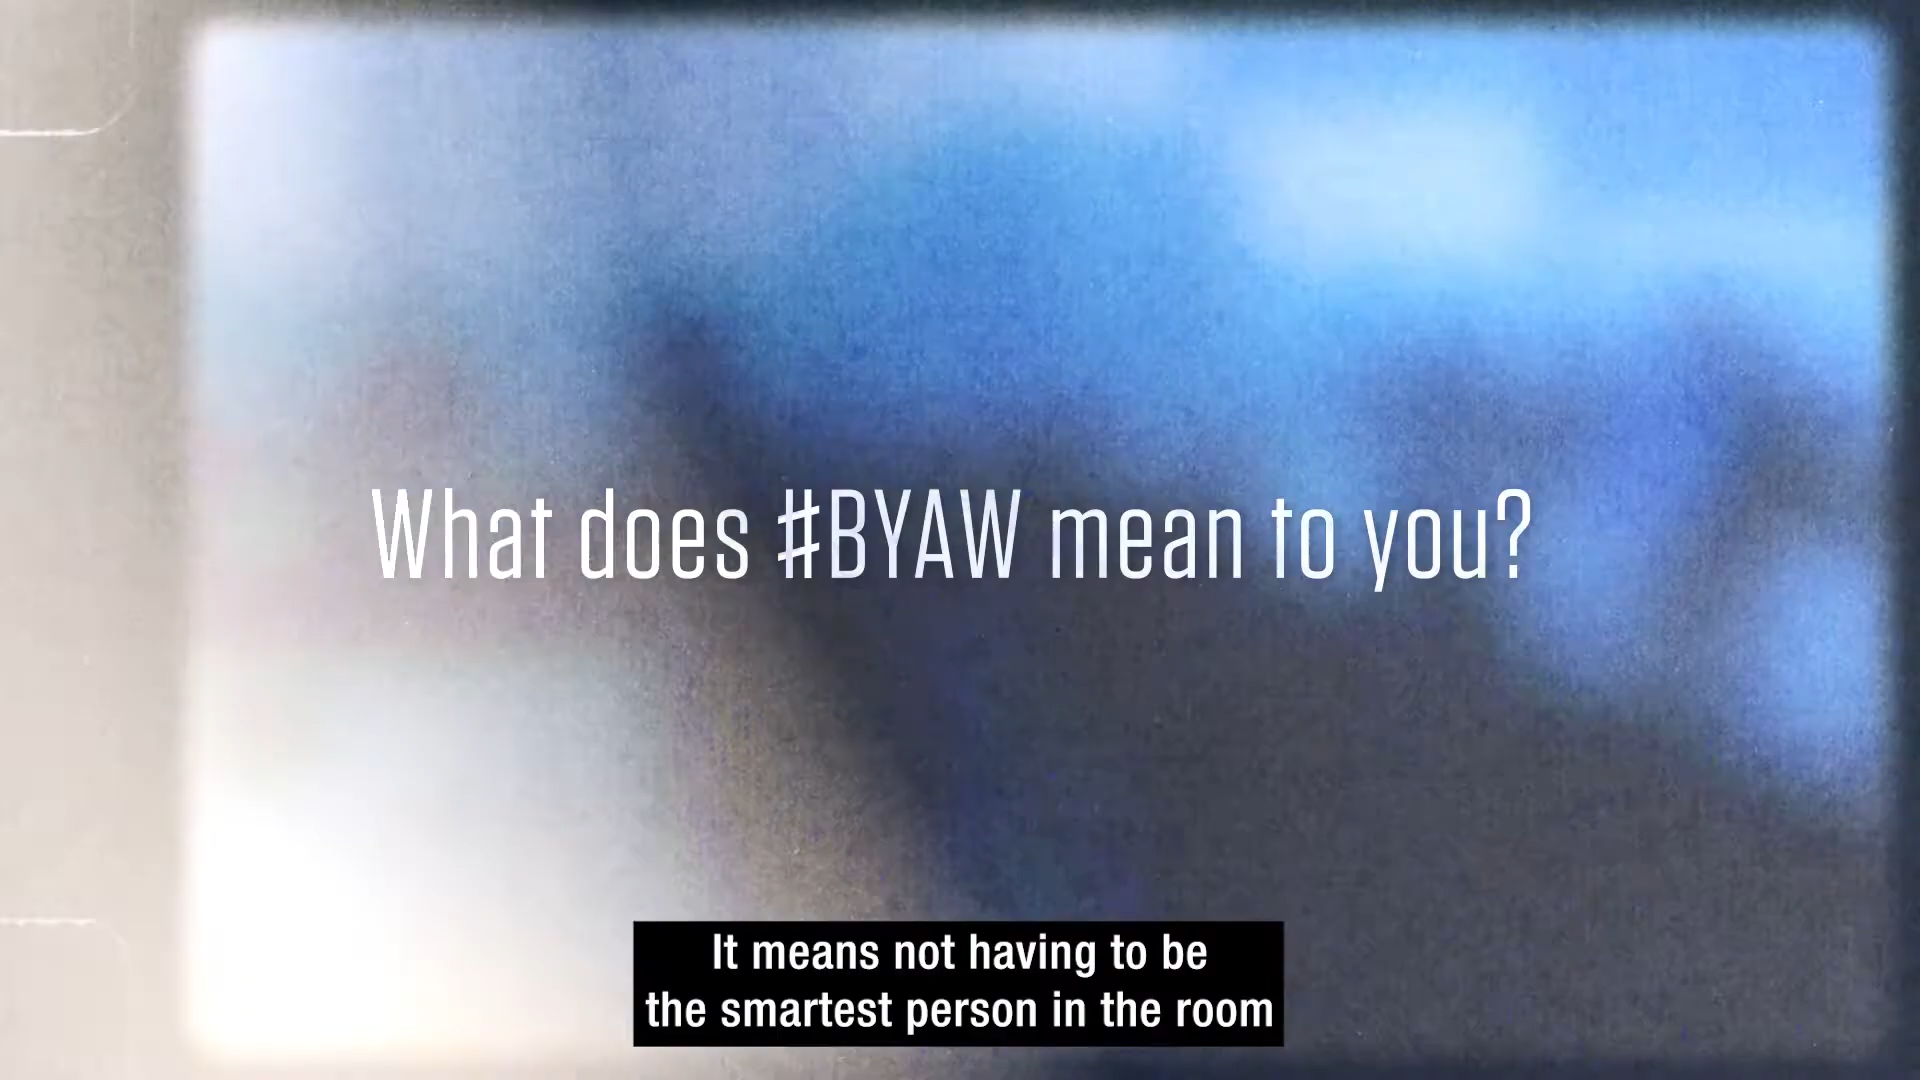 What does #BYAW mean to you?
It means not having to be
the smartest person in the room